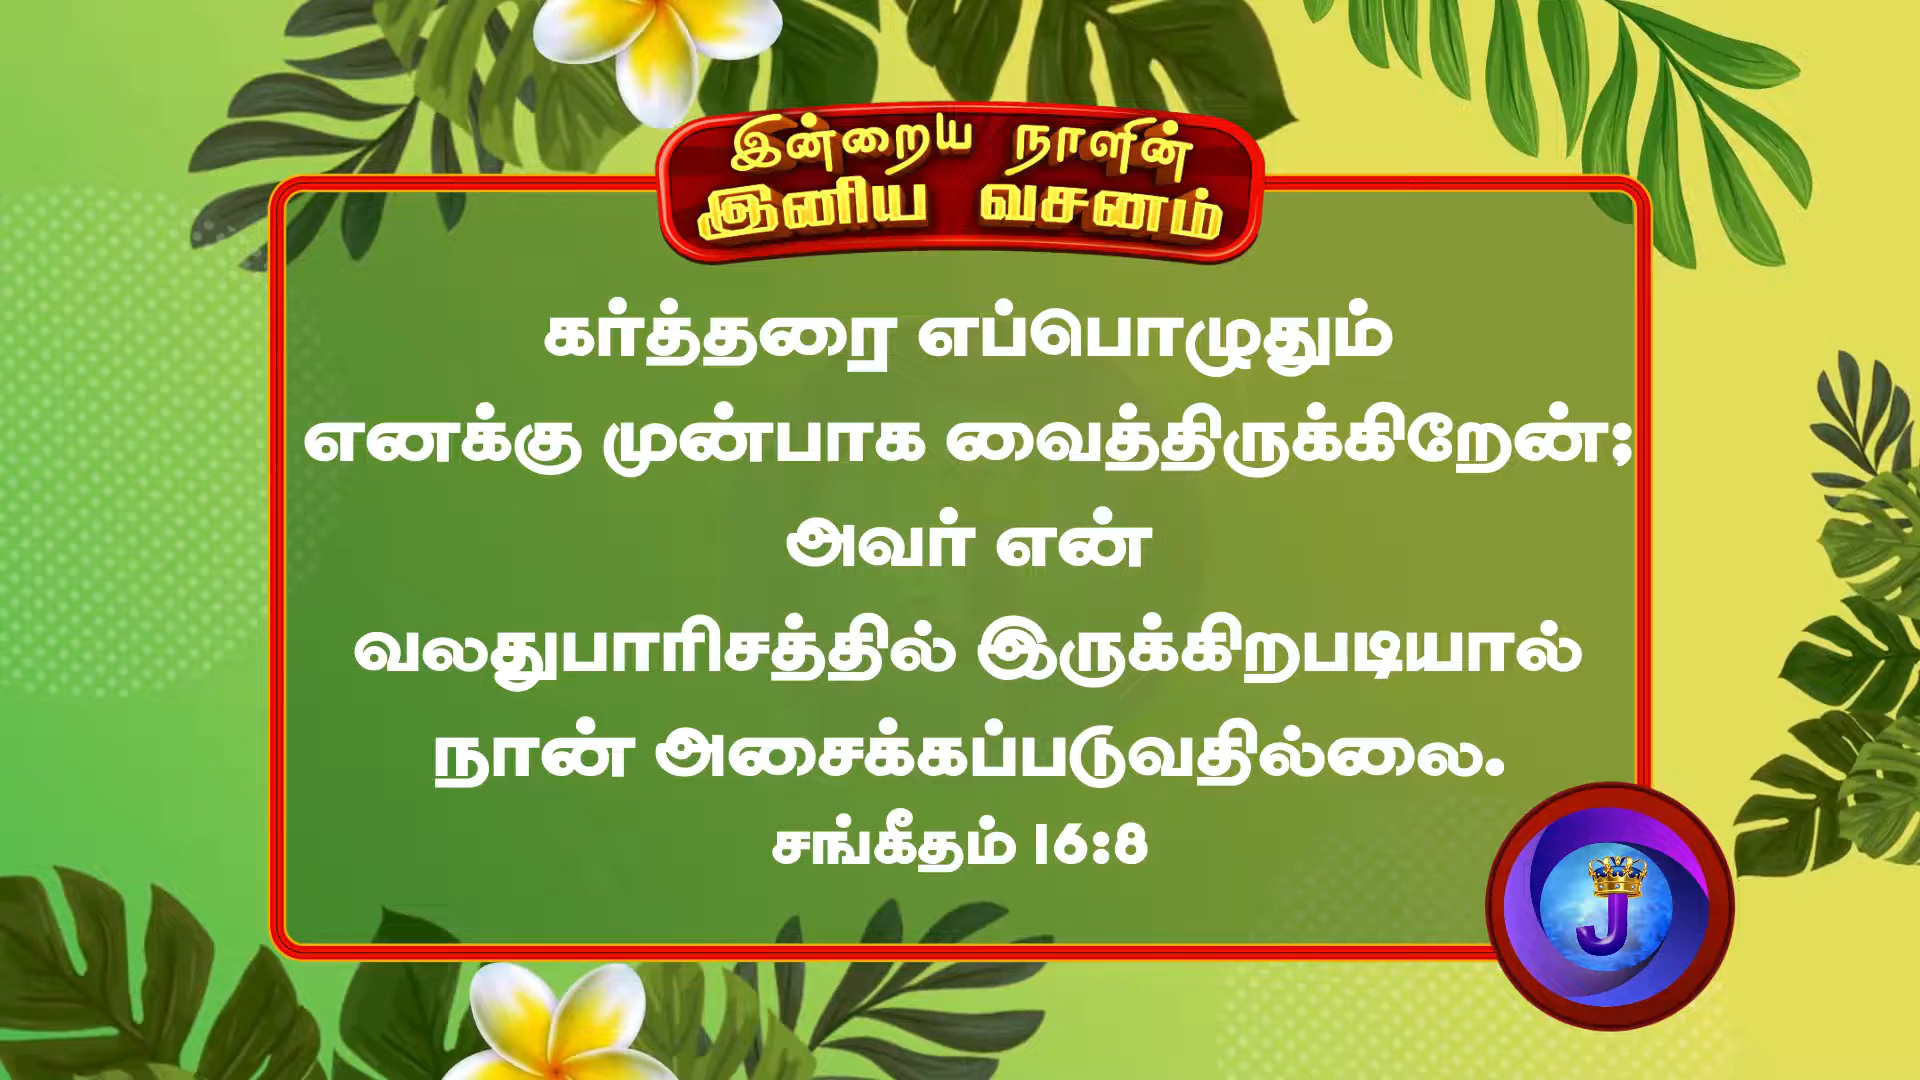 இன்றைய நாளின்
இனிய வசனம்
கர்த்தரை எப்பொழுதும்
எனக்கு முன்பாக வைத்திருக்கிறேன்;
அவர் என்
வலதுபாரிசத்தில் இருக்கிறபடியால்
நான் அசைக்கப்படுவதில்லை.
சங்கீதம் 16:8
J